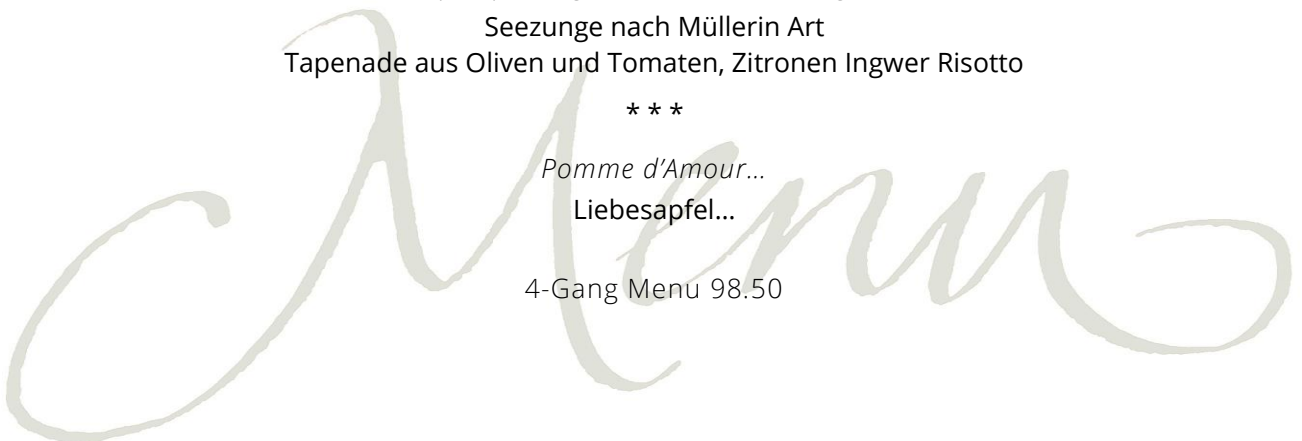 Seezunge nach Müllerin Art
Tapenade aus Oliven und Tomaten, Zitronen Ingwer Risotto
* * *
Pomme d’Amour...
Liebesapfel...
4-Gang Menu 98.50
Menu